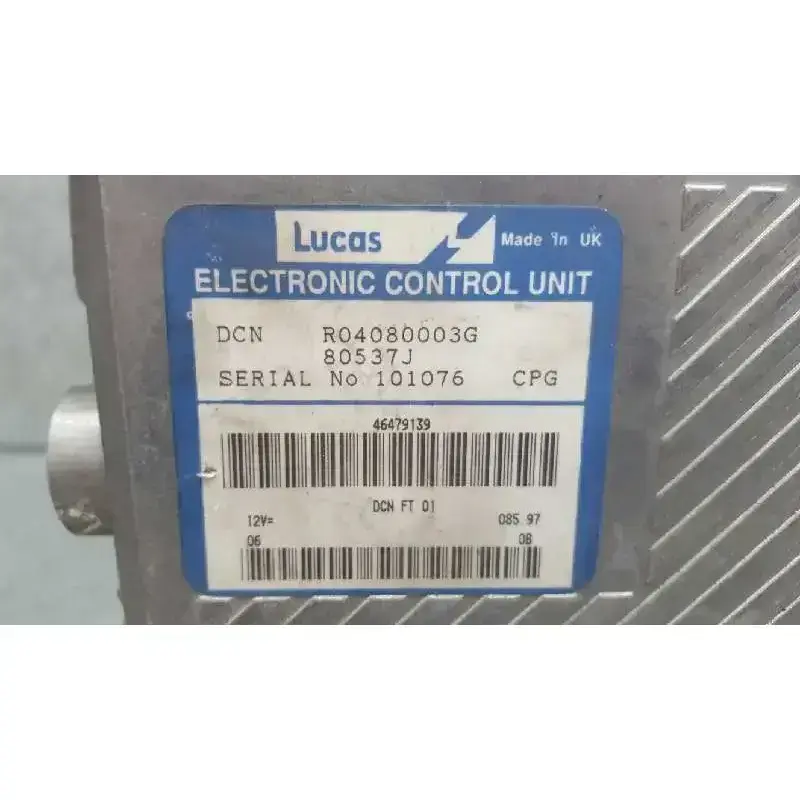 Lucas Made in UK
ELECTRONIC CONTROL UNIT
DCN R04080003G
80537J
SERIAL No 101076 CPG
46479139
DCN FT 01
12V= 085 97
06 08